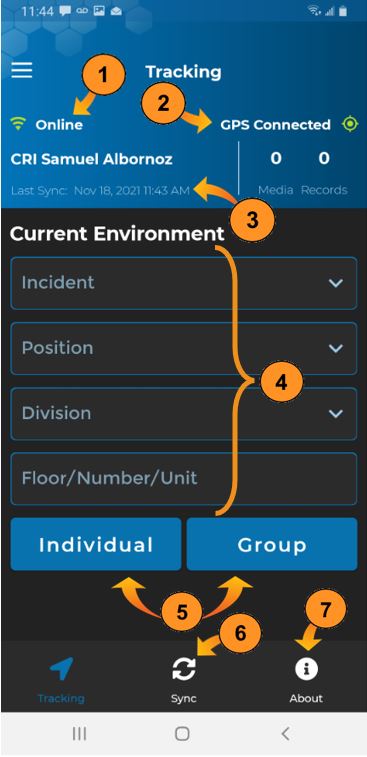 11:44
1
Tracking
2
Online
GPS Connected
CRI Samuel Albornoz
0 0
Last Sync: Nov 18, 2021 11:43 AM
Media Records
3
Current Environment
Incident
Position
4
Division
Floor/Number/Unit
Individual
Group
5
6
7
Tracking
Sync
About